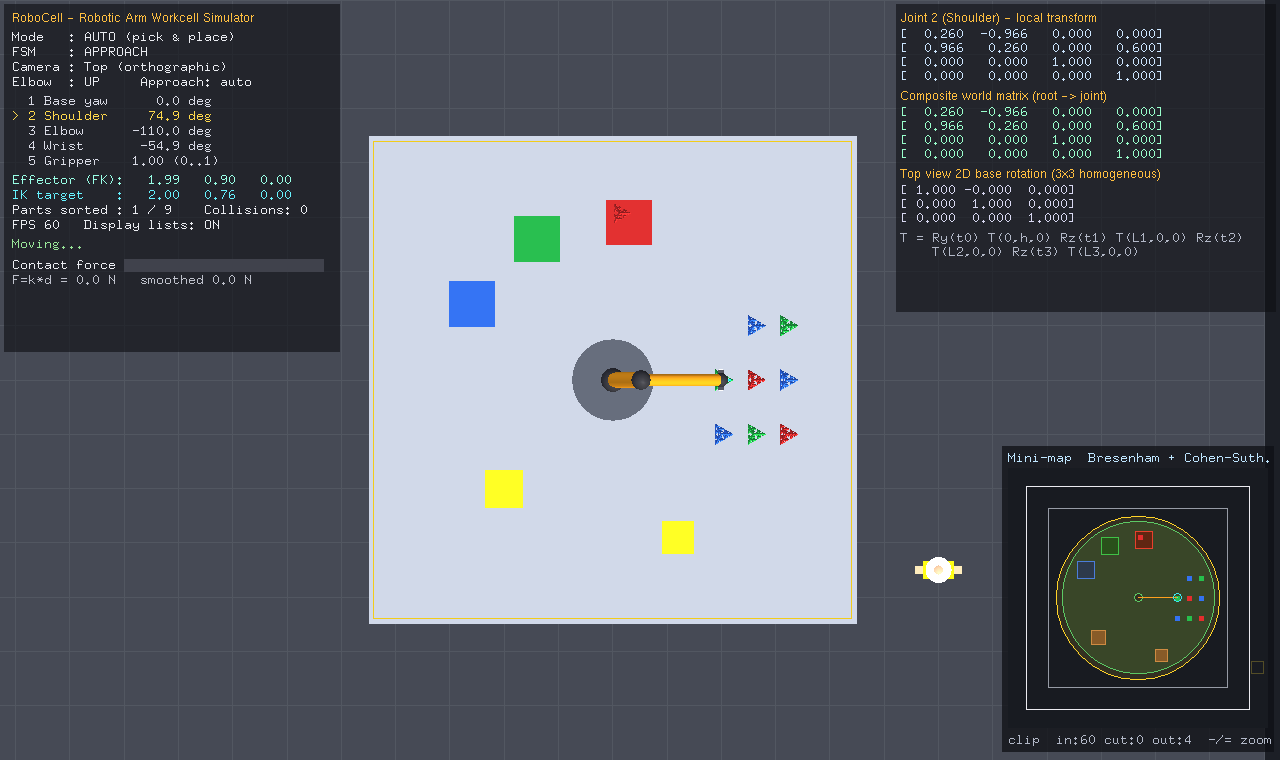 RoboCell – Robotic Arm Workcell Simulator
Mode : AUTO (pick & place)
FSM : APPROACH
Camera : Top (orthographic)
Elbow : UP Approach: auto
1 Base yaw 0.0 deg
> 2 Shoulder 74.9 deg
3 Elbow -110.0 deg
4 Wrist -54.9 deg
5 Gripper 1.00 (0..1)
Effector (FK): 1.99 0.90 0.00
IK target : 2.00 0.76 0.00
Parts sorted : 1 / 9 Collisions: 0
FPS 60 Display lists: ON
Moving...
Contact force
F=k*d = 0.0 N smoothed 0.0 N
Joint 2 (Shoulder) – local transform
[ 0.260 -0.966 0.000 0.000]
[ 0.966 0.260 0.000 0.600]
[ 0.000 0.000 1.000 0.000]
[ 0.000 0.000 0.000 1.000]
Composite world matrix (root -> joint)
[ 0.260 -0.966 0.000 0.000]
[ 0.966 0.260 0.000 0.600]
[ 0.000 0.000 1.000 0.000]
[ 0.000 0.000 0.000 1.000]
Top view 2D base rotation (3x3 homogeneous)
[ 1.000 -0.000 0.000]
[ 0.000 1.000 0.000]
[ 0.000 0.000 1.000]
T = Ry(t0) T(0,h,0) Rz(t1) T(L1,0,0) Rz(t2)
T(L2,0,0) Rz(t3) T(L3,0,0)
Mini-map Bresenham + Cohen-Suth.
clip in:60 cut:0 out:4 -/= zoom